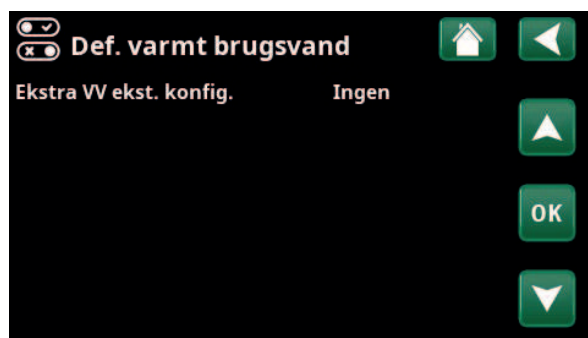 Def. varmt brugsvand
Ekstra VV ekst. konfig. Ingen
OK